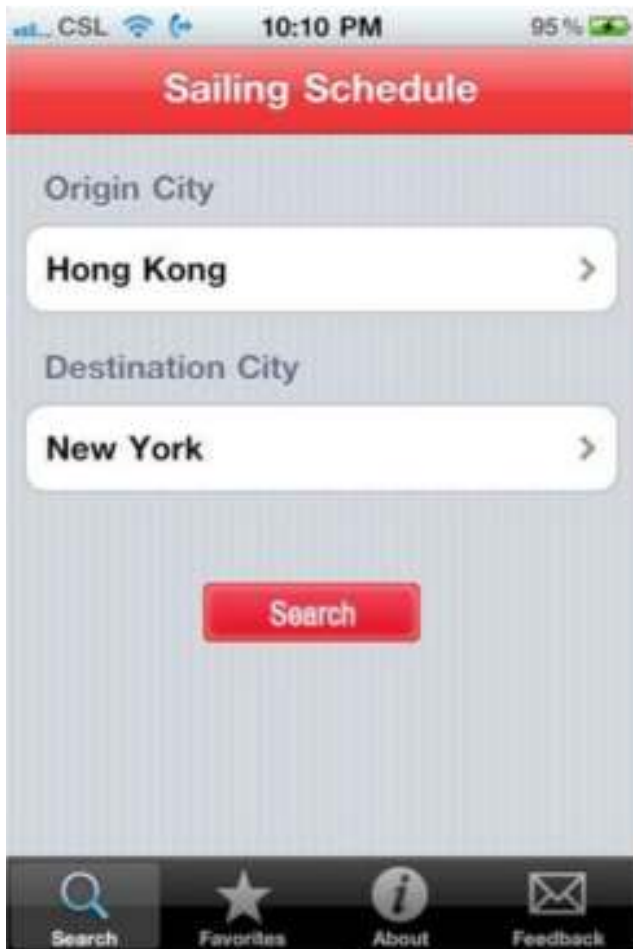 CSL 10:10 PM 95%
Sailing Schedule
Origin City
Hong Kong
Destination City
New York
Search
Search Favorites About Feedback